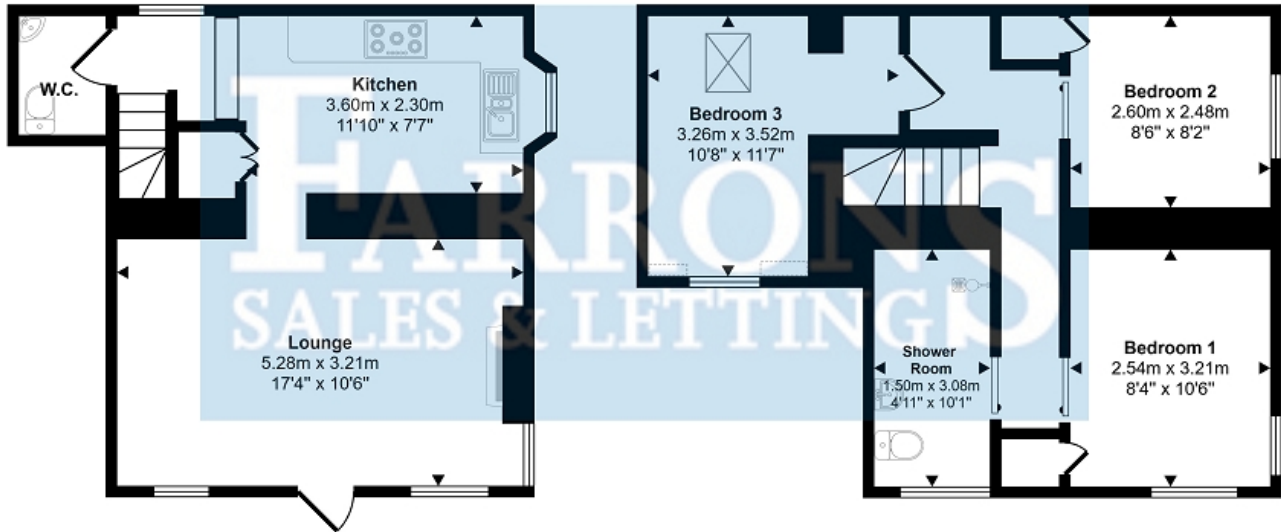 W.C.
Kitchen
3.60m x 2.30m
11'10" x 7'7"
Lounge
5.28m x 3.21m
17'4" x 10'6"
Bedroom 3
3.26m x 3.52m
10'8" x 11'7"
Bedroom 2
2.60m x 2.48m
8'6" x 8'2"
Shower
Room
1.50m x 3.08m
4'11" x 10'1"
Bedroom 1
2.54m x 3.21m
8'4" x 10'6"
FARRONS
SALES & LETTINGS